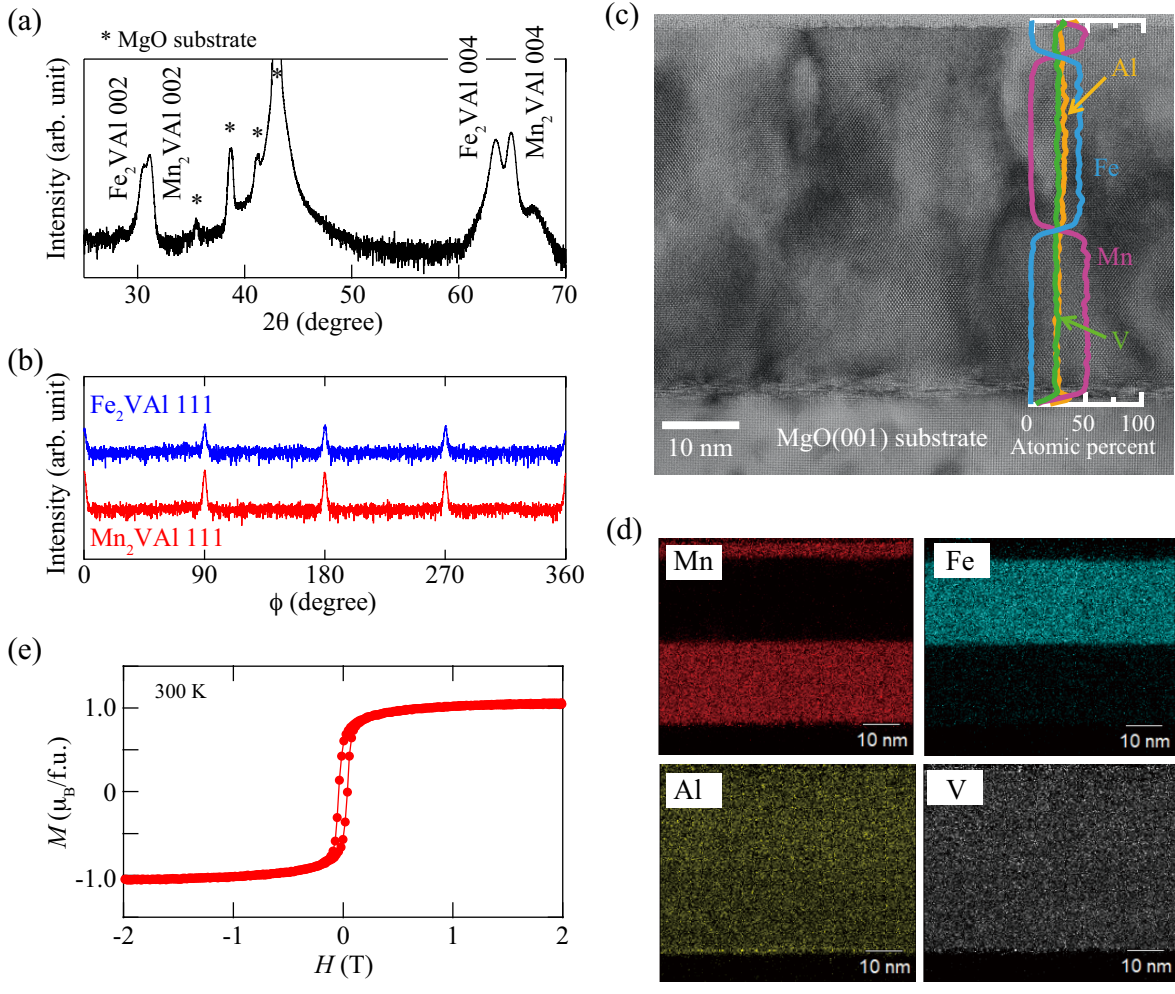 (a)
* MgO substrate
Intensity (arb. unit)
Fe2VAl 002
Mn2VAl 002
*
*
*
*
Fe2VAl 004
Mn2VAl 004
30
40
50
60
70
2θ (degree)
(b)
Intensity (arb. unit)
Fe2VAl 111
Mn2VAl 111
0
90
180
270
360
ϕ (degree)
(e)
300 K
M (μB/f.u.)
1.0
0
-1.0
-2
-1
0
1
2
H (T)
(c)
Al
Fe
Mn
V
10 nm
MgO(001) substrate
0
50
100
Atomic percent
(d)
Mn
10 nm
Fe
10 nm
Al
10 nm
V
10 nm